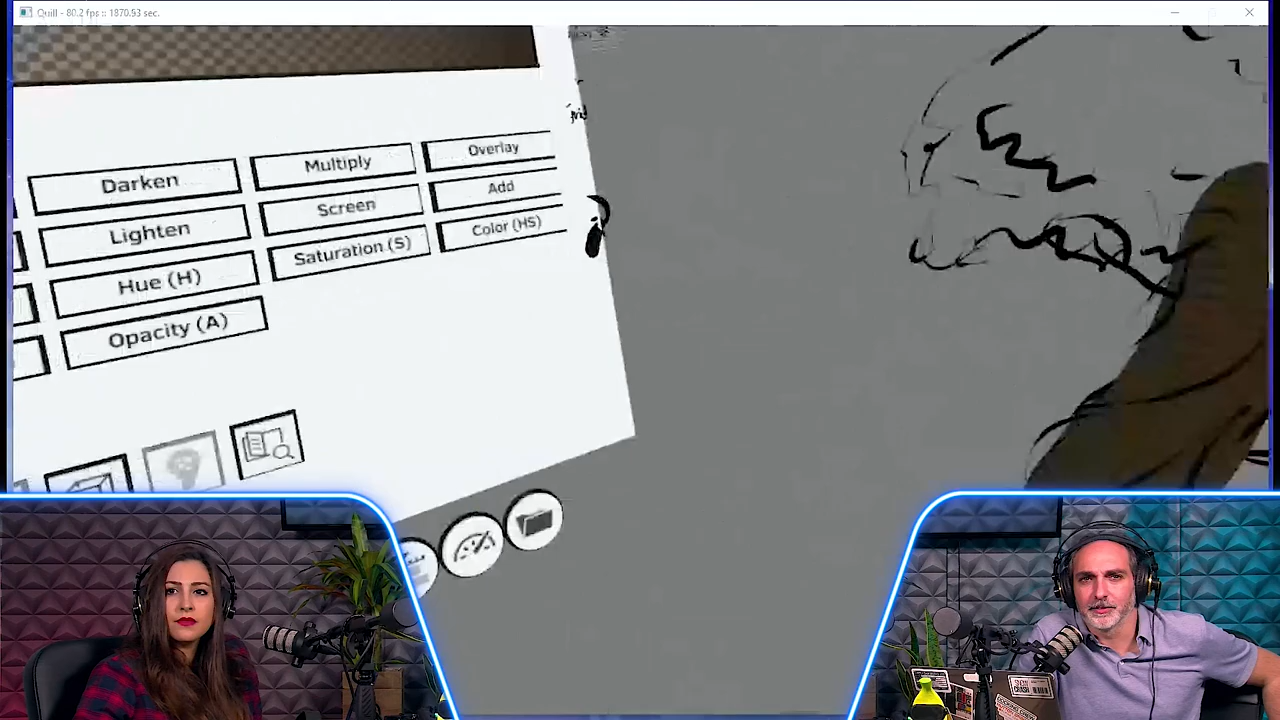 Quill - 80.2 fps :: 1870.53 sec.
Darken Multiply Overlay
Lighten Screen Add
Hue (H) Saturation (S) Color (HS)
Opacity (A)